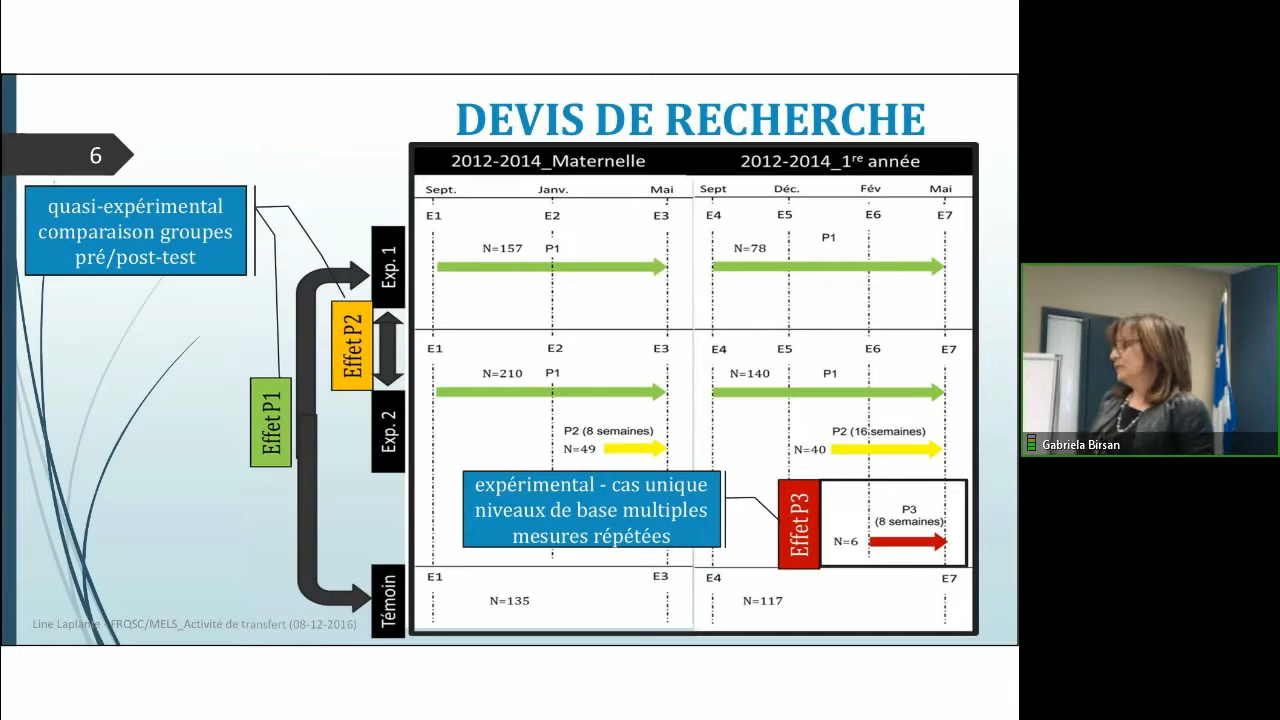 DEVIS DE RECHERCHE
6
quasi-expérimental
comparaison groupes
pré/post-test
2012-2014_Maternelle 2012-2014_1re année
Sept. Janv. Mai Sept Déc. Fév Mai
Exp. 1
E1 E2 E3 E4 E5 E6 E7
N=157 P1 N=78 P1
Effet P2
Effet P1
Exp. 2
E1 E2 E3 E4 E5 E6 E7
N=210 P1 N=140 P1
P2 (8 semaines) P2 (16 semaines)
N=49 N=40
expérimental - cas unique
niveaux de base multiples
mesures répétées
Effet P3
P3
(8 semaines)
N=6
Témoin
E1 E3 E4 E7
N=135 N=117
Line Laplante - FRQSC/MELS_Activité de transfert (08-12-2016)
Gabriela Birsan